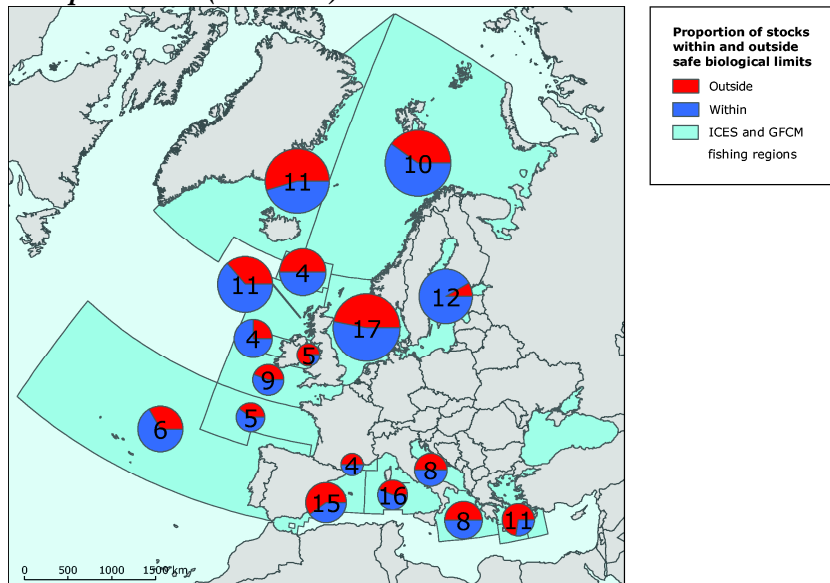 Proportion of stocks
within and outside
safe biological limits
Outside
Within
ICES and GFCM
fishing regions
10
11
4
11
12
17
4
5
9
5
6
4
8
16
15
8
11
0 500 1000 1500 km